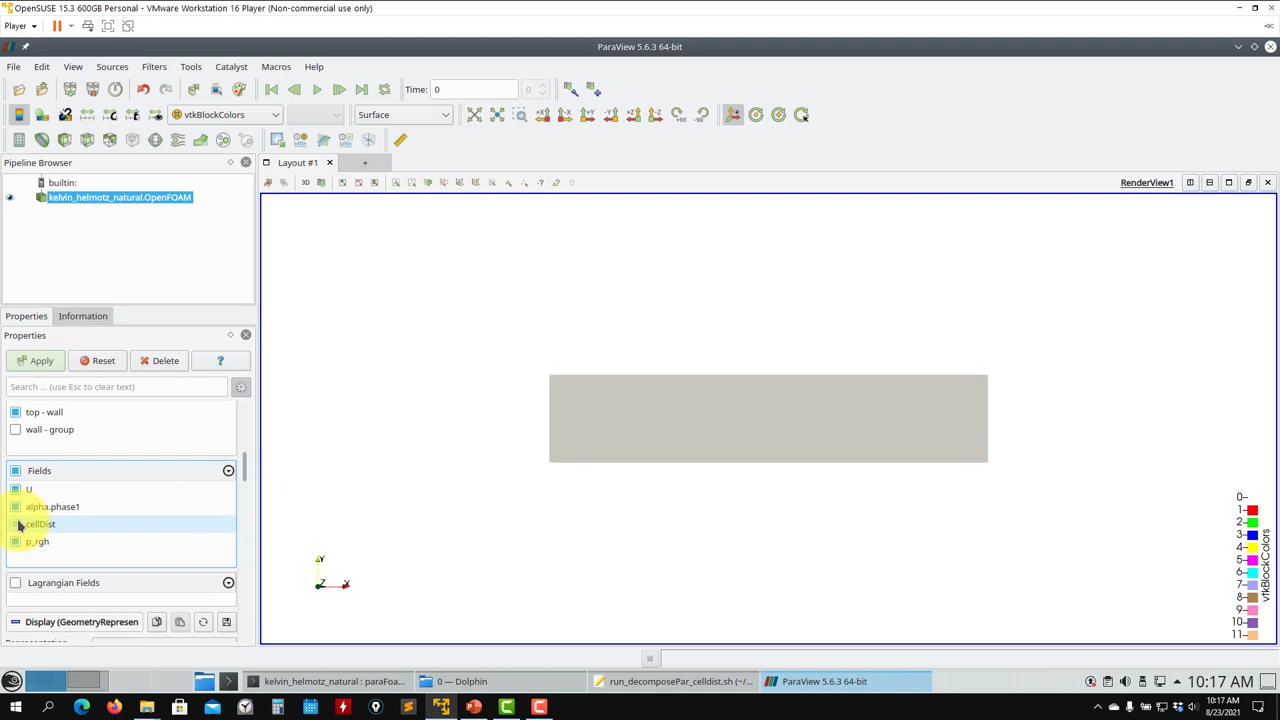 OpenSUSE 15.3 600GB Personal - VMware Workstation 16 Player (Non-commercial use only)
Player
ParaView 5.6.3 64-bit
File Edit View Sources Filters Tools Catalyst Macros Help
Time: 0 0
vtkBlockColors Surface
+X -X +Y -Y +Z -Z +90 -90
Pipeline Browser
Layout #1 +
builtin:
3D RenderView1
kelvin_helmotz_natural.OpenFOAM
Properties Information
Properties
Apply Reset Delete ?
Search ... (use Esc to clear text)
top - wall
wall - group
Fields
U
alpha.phase1
cellDist
p_rgh
Lagrangian Fields
Display (GeometryRepresen
Y
Z X
0
1
2
3
4
5
6
7
8
9
10
11
vtkBlockColors
kelvin_helmotz_natural : paraFoa... 0 — Dolphin run_decomposePar_celldist.sh (~/... ParaView 5.6.3 64-bit 10:17 AM
10:17 AM
8/23/2021